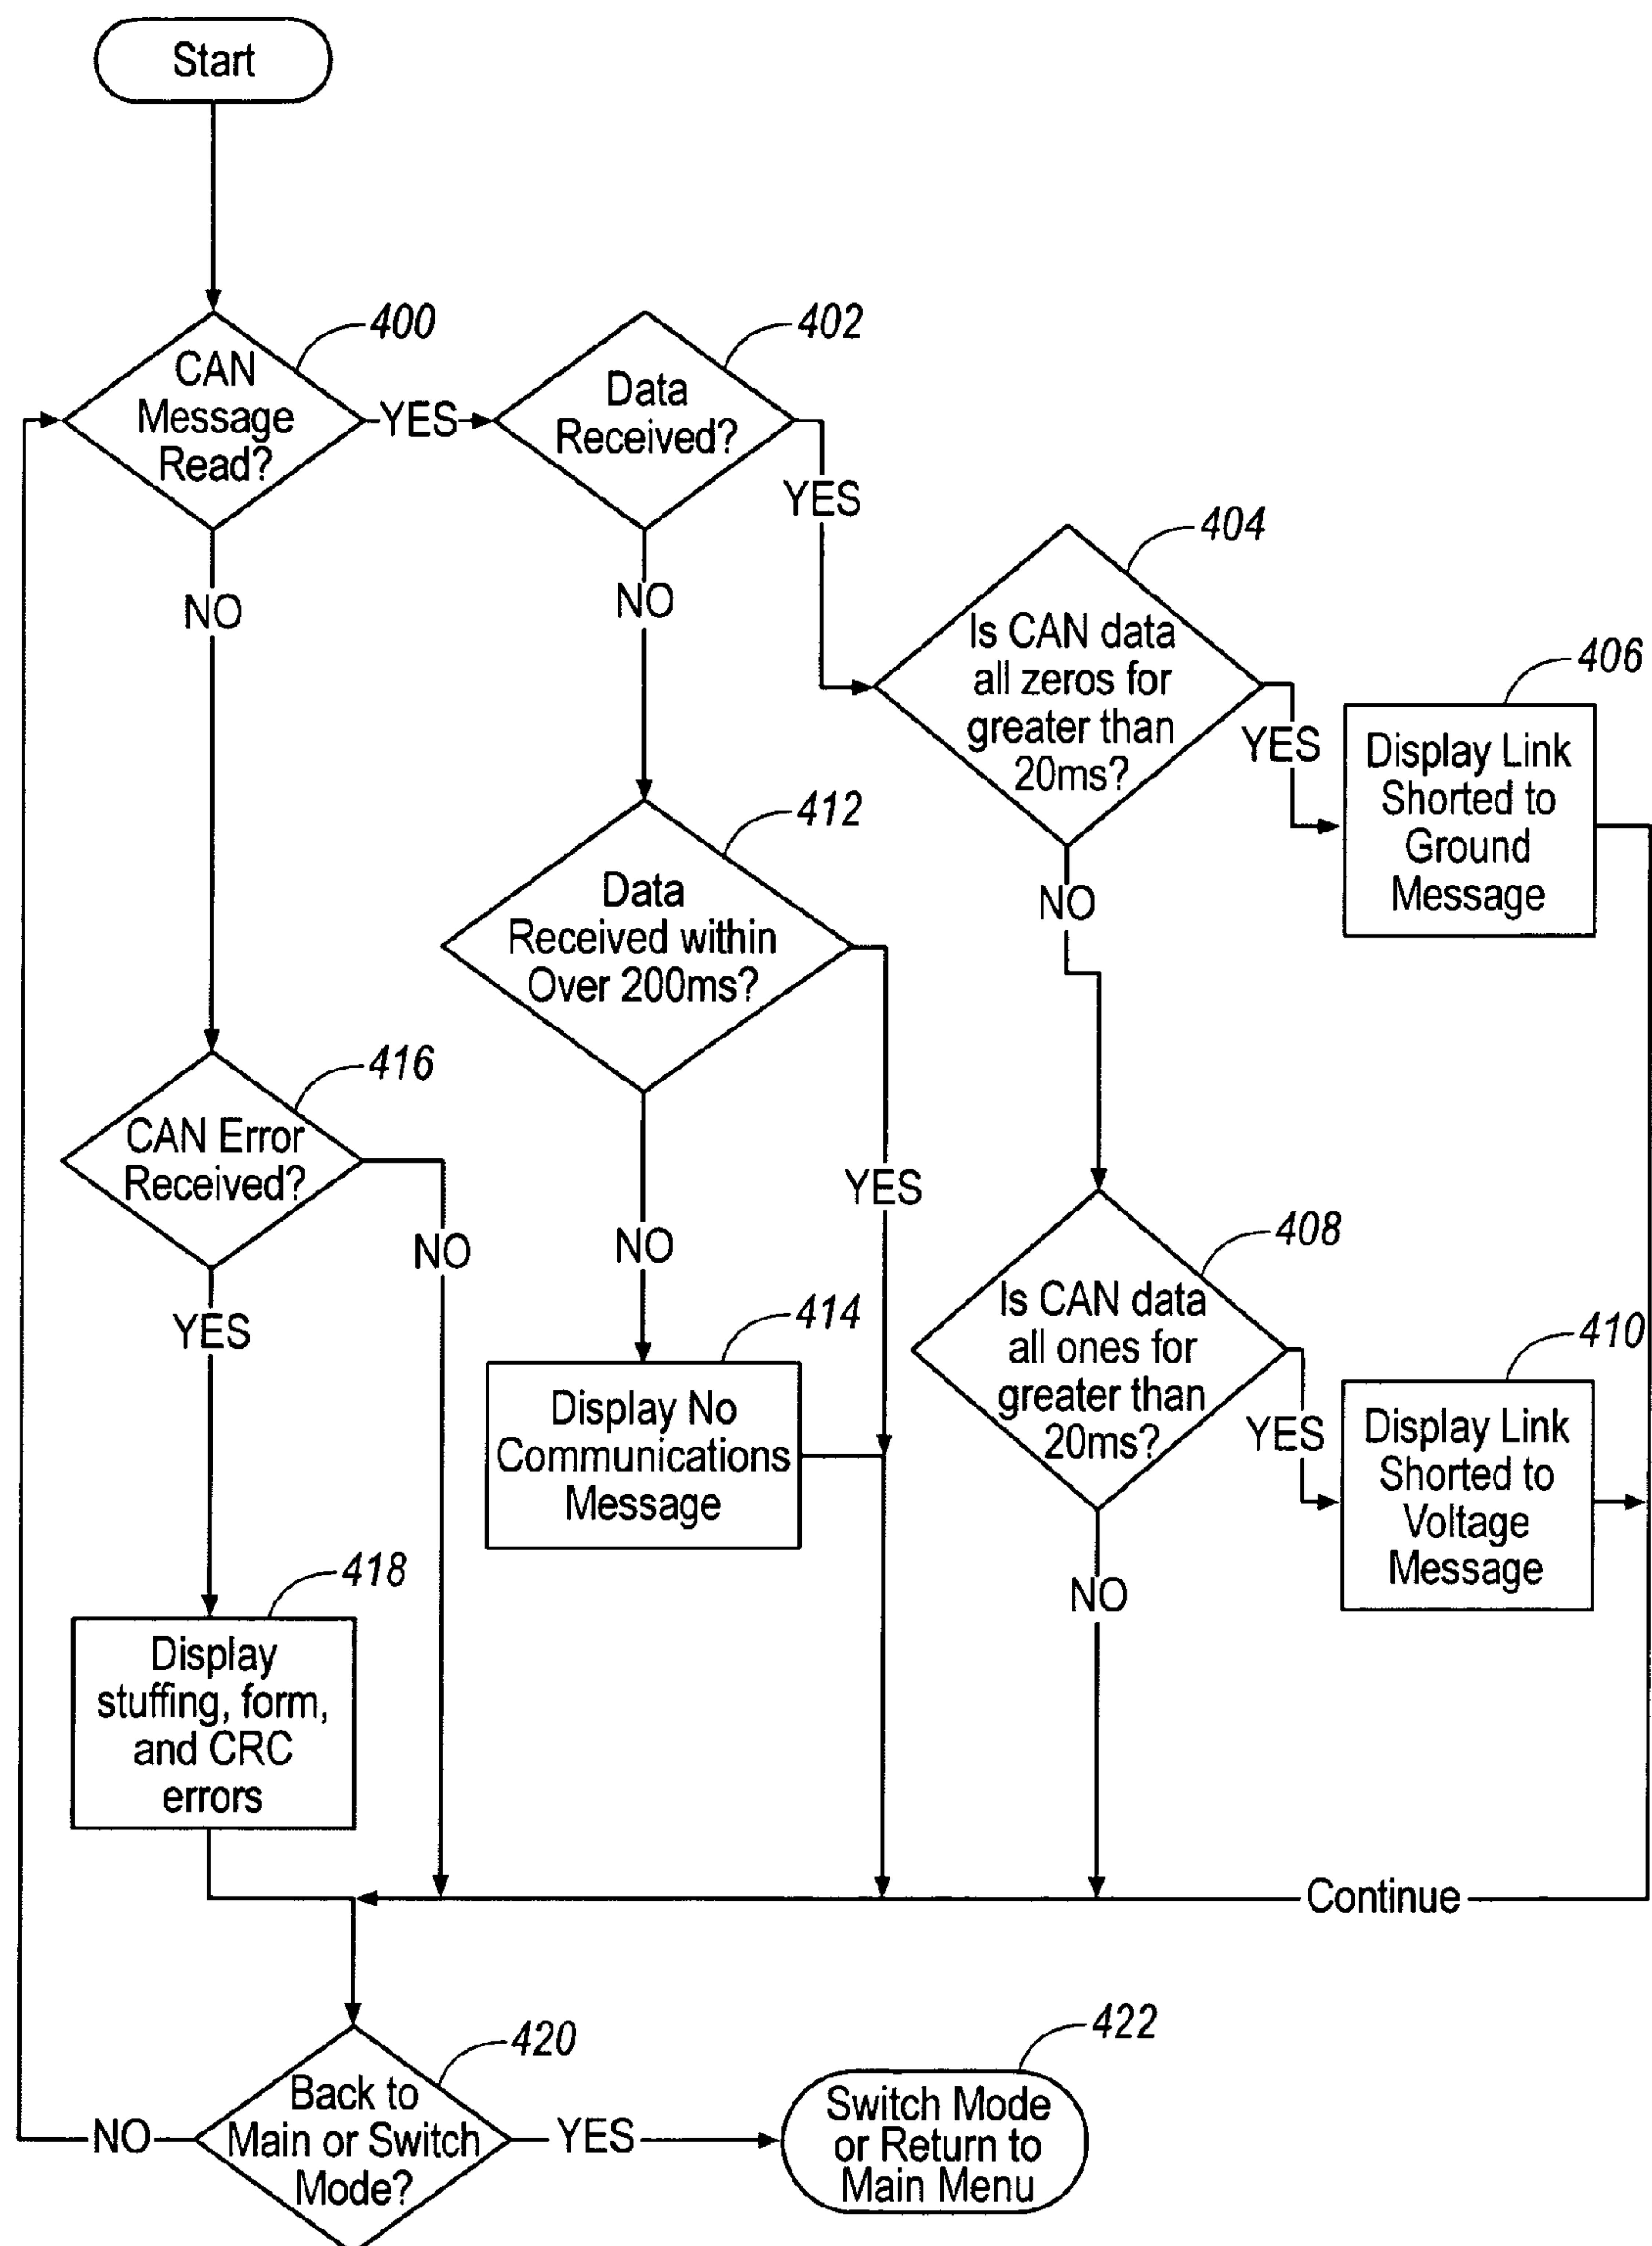 Start
400
CAN
Message
Read?
YES
402
Data
Received?
YES
NO
NO
404
Is CAN data
all zeros for
greater than
20ms?
YES
406
Display Link
Shorted to
Ground
Message
NO
412
Data
Received within
Over 200ms?
YES
NO
416
CAN Error
Received?
NO
YES
408
Is CAN data
all ones for
greater than
20ms?
YES
410
Display Link
Shorted to
Voltage
Message
NO
414
Display No
Communications
Message
418
Display
stuffing, form,
and CRC
errors
Continue
420
Back to
Main or Switch
Mode?
NO
YES
422
Switch Mode
or Return to
Main Menu